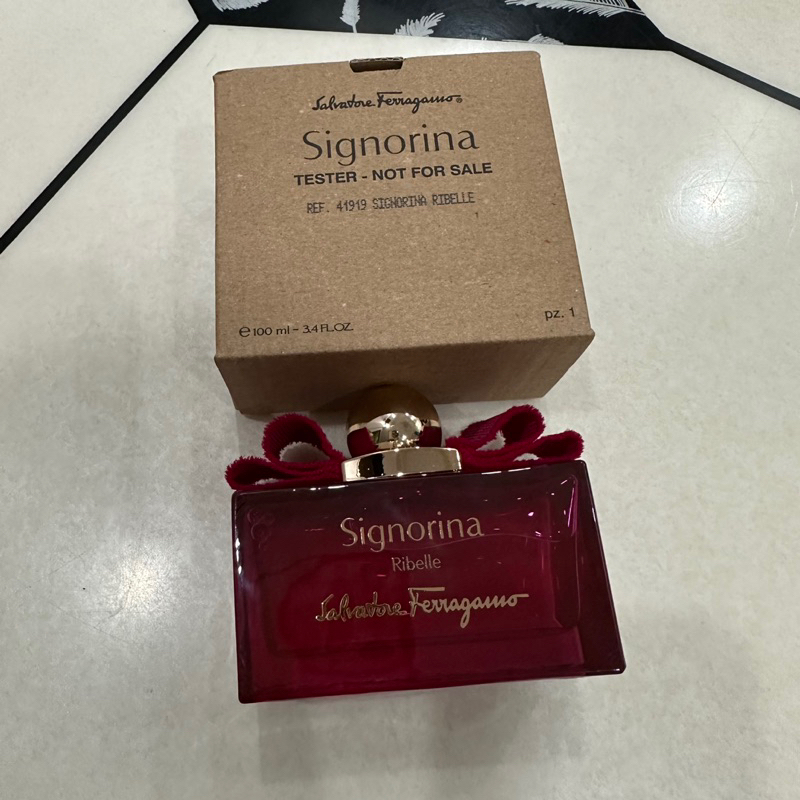 Salvatore Ferragamo®
Signorina
TESTER - NOT FOR SALE
REF. 41919 SIGNORINA RIBELLE
℮ 100 ml - 3.4 FL.OZ.
pz. 1
Signorina
Ribelle
Salvatore Ferragamo